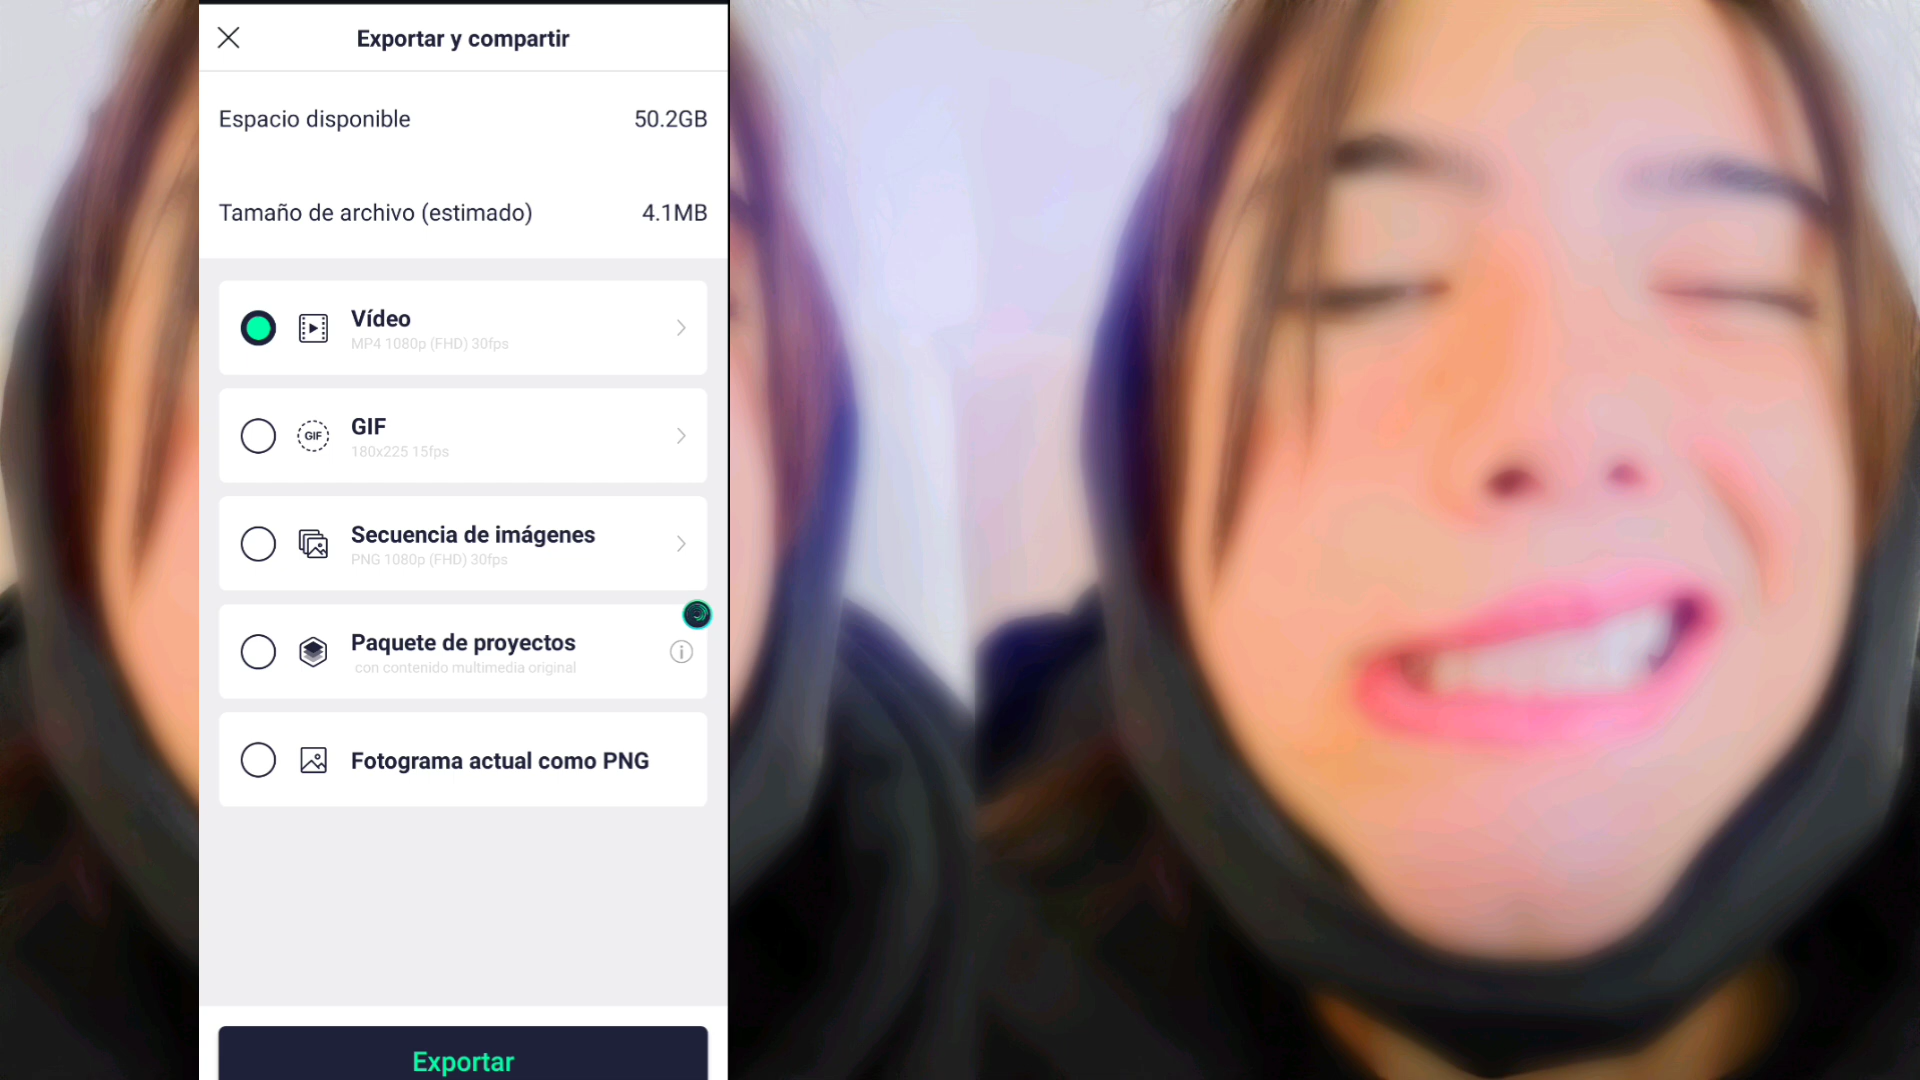 Exportar y compartir
Espacio disponible 50.2GB
Tamaño de archivo (estimado) 4.1MB
Vídeo
MP4 1080p (FHD) 30fps
GIF
GIF
180x225 15fps
Secuencia de imágenes
PNG 1080p (FHD) 30fps
Paquete de proyectos
con contenido multimedia original
Fotograma actual como PNG
Exportar